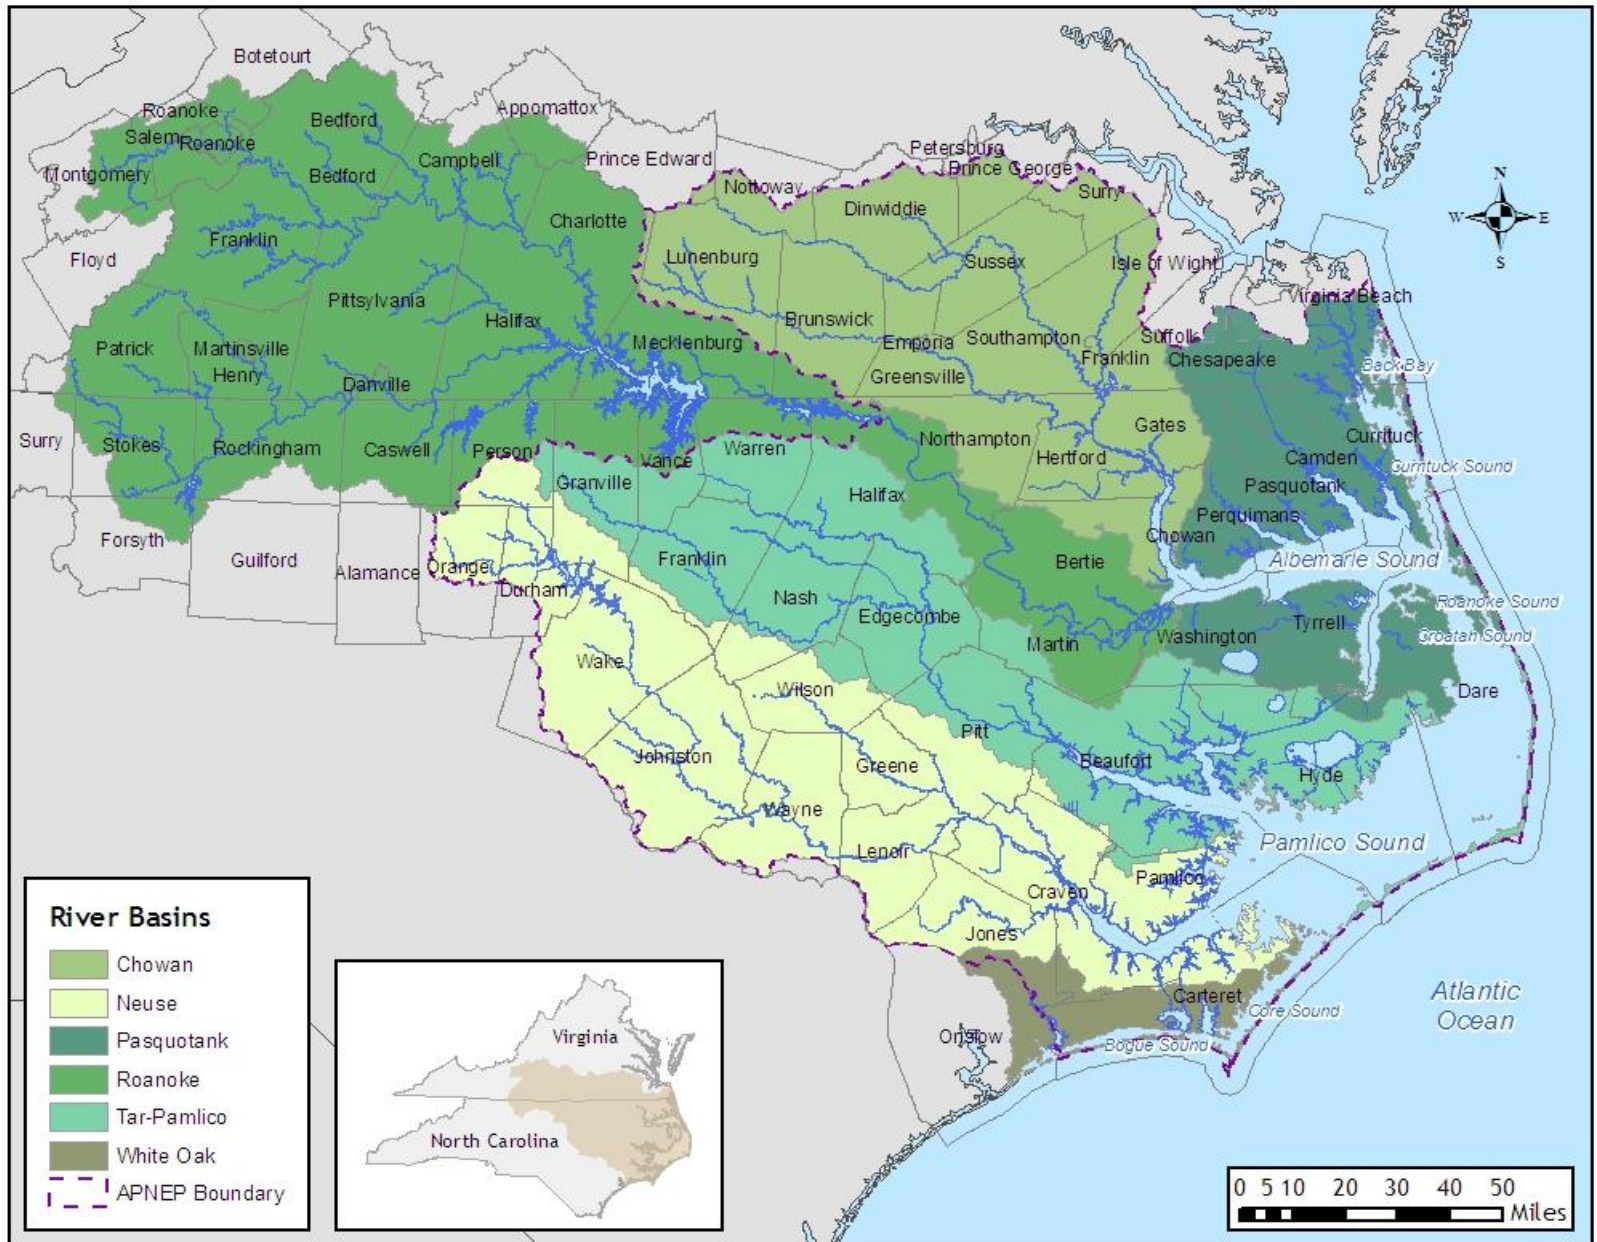 Botetourt
Roanoke
Bedford
Appomattox
Salem
Roanoke
Petersburg
Campbell
Prince Edward
Prince George
Montgomery
Bedford
Nottoway
Surry
N
Charlotte
Dinwiddie
W E
S
Franklin
Floyd
Lunenburg
Sussex
Isle of Wight
Pittsylvania
Virginia Beach
Halifax
Brunswick
Patrick
Martinsville
Mecklenburg
Emporia
Southampton
Suffolk
Franklin
Chesapeake
Back Bay
Henry
Danville
Greensville
Surry
Stokes
Rockingham
Caswell
Person
Vance
Warren
Northampton
Gates
Hertford
Currituck
Camden
Currituck Sound
Granville
Halifax
Pasquotank
Perquimans
Forsyth
Guilford
Alamance
Orange
Franklin
Bertie
Chowan
Albemarle Sound
Durham
Nash
Edgecombe
Roanoke Sound
Tyrrell
Croatan Sound
Martin
Washington
Wake
Wilson
Dare
Pitt
Johnston
Greene
Beaufort
Hyde
Wayne
Lenoir
Pamlico Sound
Craven
Pamlico
Jones
Carteret
Core Sound
Atlantic
Ocean
Onslow
Bogue Sound
River Basins
Chowan
Neuse
Pasquotank
Roanoke
Tar-Pamlico
White Oak
APNEP Boundary
Virginia
North Carolina
0 5 10 20 30 40 50
Miles